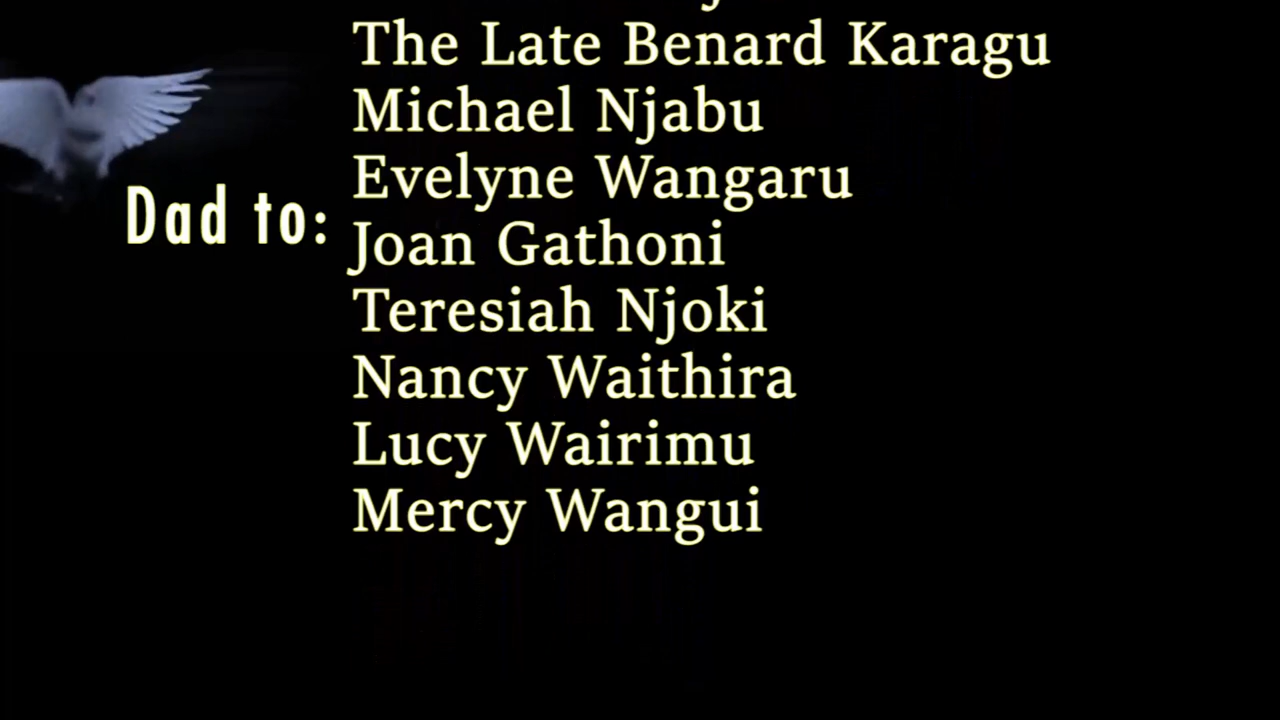 The Late Benard Karagu
Michael Njabu
Evelyne Wangaru
Dad to:
Joan Gathoni
Teresiah Njoki
Nancy Waithira
Lucy Wairimu
Mercy Wangui